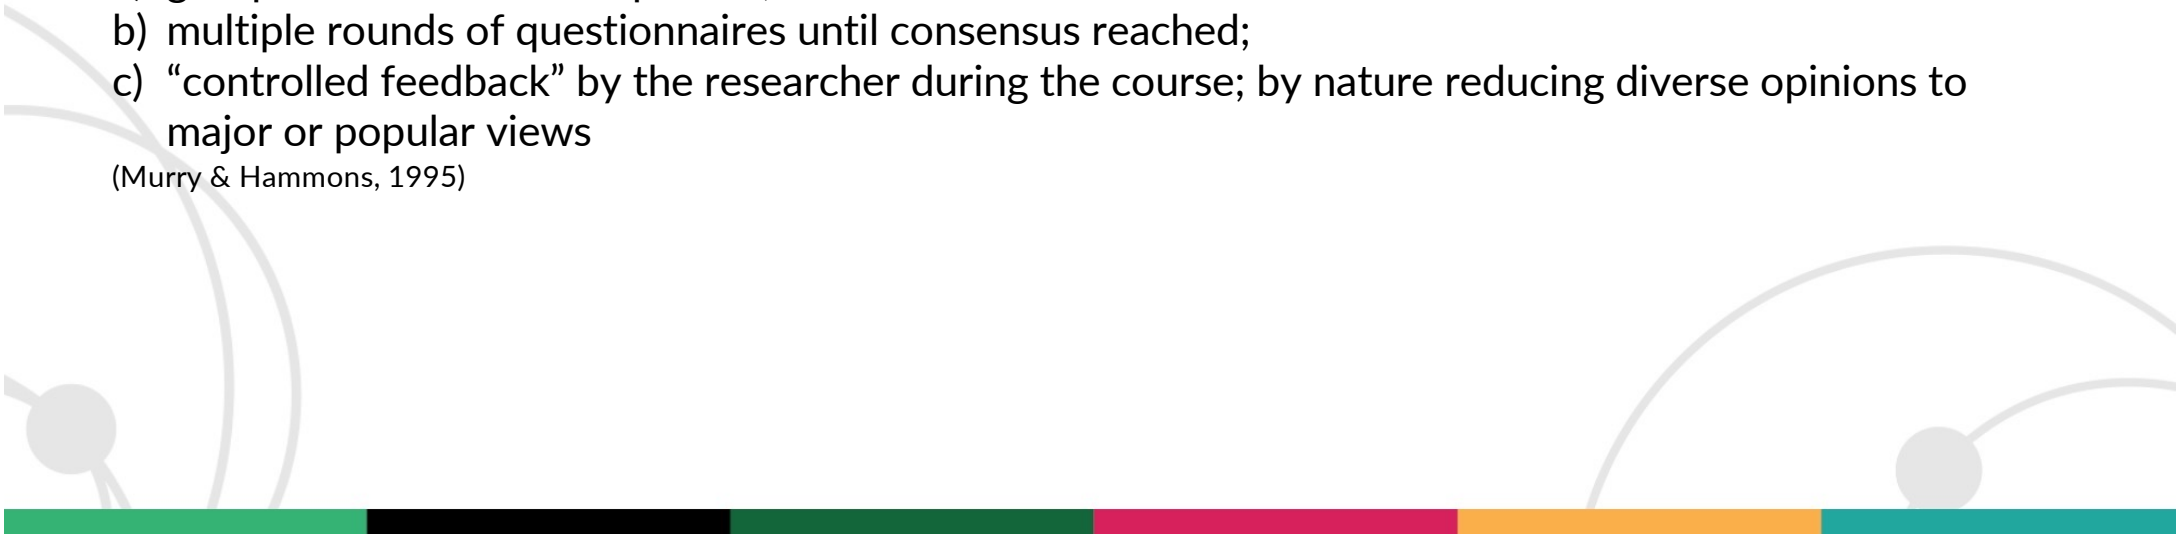 b) multiple rounds of questionnaires until consensus reached;
c) “controlled feedback” by the researcher during the course; by nature reducing diverse opinions to
major or popular views
(Murry & Hammons, 1995)